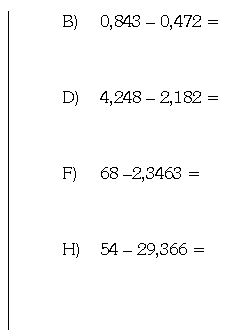 B) 0,843 – 0,472 =
D) 4,248 – 2,182 =
F) 68 –2,3463 =
H) 54 – 29,366 =